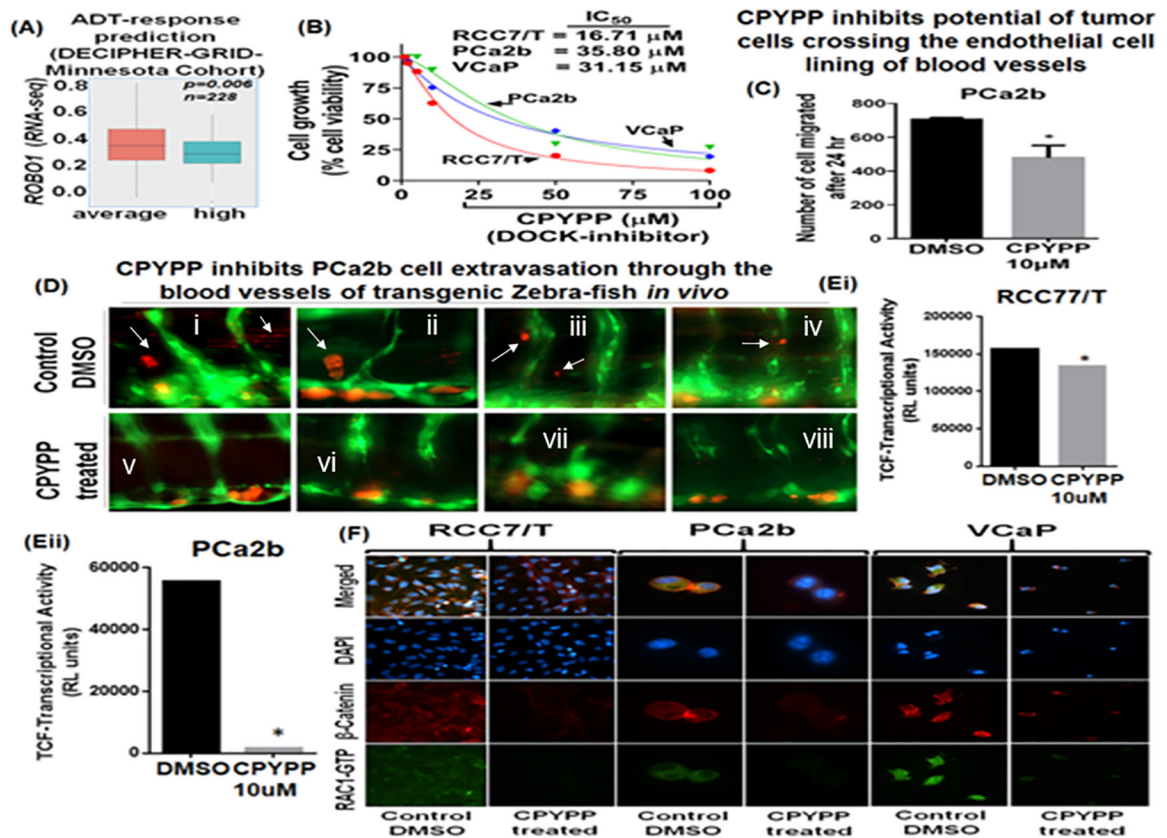 (A)
ADT-response
prediction
(DECIPHER-GRID-
Minnesota Cohort)
p=0.006
n=228
ROBO1 (RNA-seq)
0.8
0.6
0.4
0.2
0.0
average high
(B)
IC50
RCC7/T = 16.71 µM
PCa2b = 35.80 µM
VCaP = 31.15 µM
Cell growth
(% cell viability)
100
75
50
25
0
PCa2b
VCaP
RCC7/T
0 25 50 75 100
CPYPP (µM)
(DOCK-inhibitor)
CPYPP inhibits potential of tumor
cells crossing the endothelial cell
lining of blood vessels
(C)
PCa2b
Number of cell migrated
after 24 hr
800
600
400
200
0
*
DMSO CPYPP
10µM
CPYPP inhibits PCa2b cell extravasation through the
(D) blood vessels of transgenic Zebra-fish in vivo
Control
DMSO
i ii iii iv
CPYPP
treated
v vi vii viii
(Ei)
RCC77/T
TCF-Transcriptional Activity
(RL units)
200000
150000
100000
50000
0
*
DMSO CPYPP
10uM
(Eii)
PCa2b
TCF-Transcriptional Activity
(RL units)
60000
40000
20000
0
*
DMSO CPYPP
10uM
(F)
RCC7/T PCa2b VCaP
Merged
DAPI
β-Catenin
RAC1-GTP
Control CPYPP Control CPYPP Control CPYPP
DMSO treated DMSO treated DMSO treated